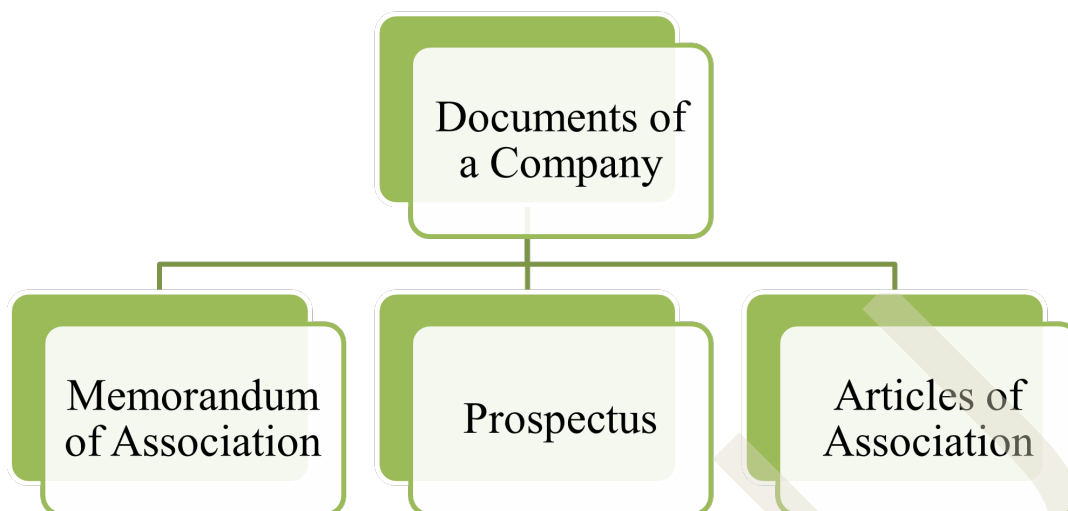 Documents of
a Company
Memorandum
of Association
Prospectus
Articles of
Association